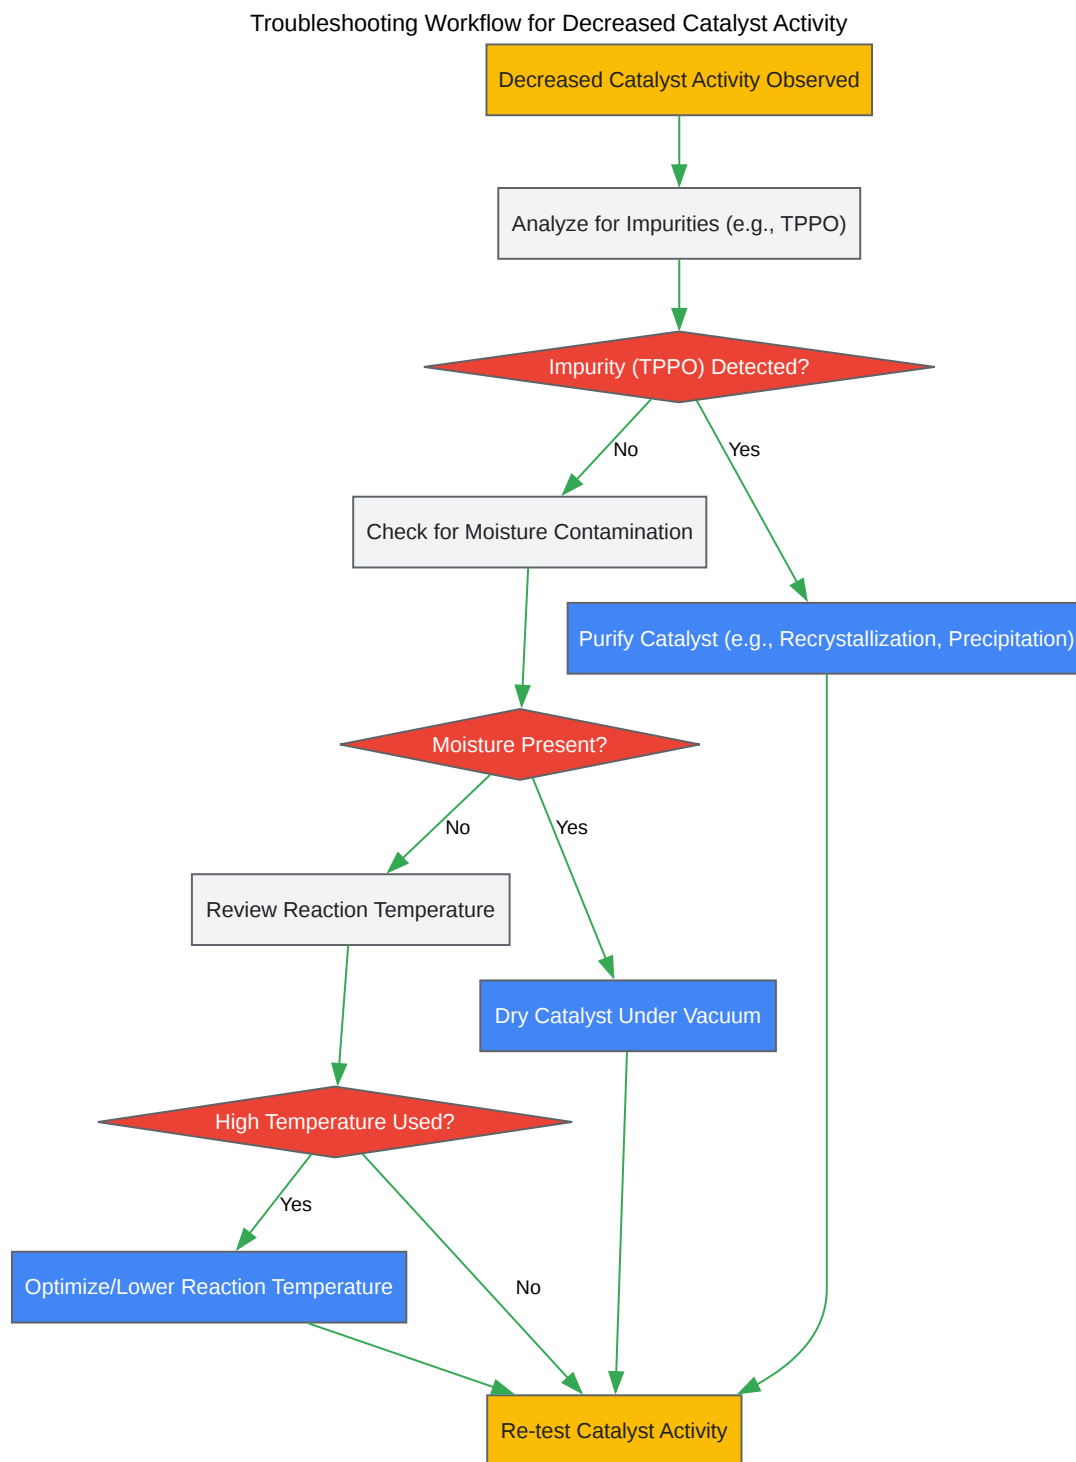 Troubleshooting Workflow for Decreased Catalyst Activity
Decreased Catalyst Activity Observed
Analyze for Impurities (e.g., TPPO)
Impurity (TPPO) Detected?
No
Yes
Check for Moisture Contamination
Purify Catalyst (e.g., Recrystallization, Precipitation)
Moisture Present?
No
Yes
Review Reaction Temperature
Dry Catalyst Under Vacuum
High Temperature Used?
Yes
No
Optimize/Lower Reaction Temperature
Re-test Catalyst Activity